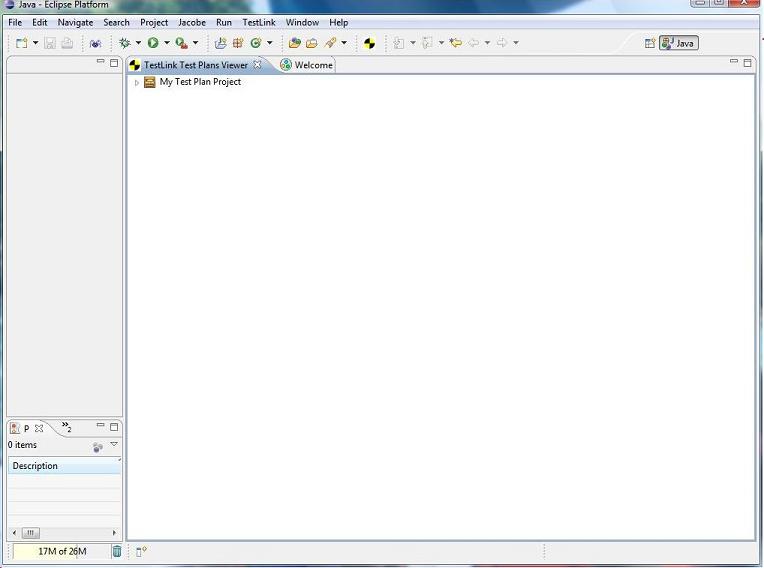 Java - Eclipse Platform
File Edit Navigate Search Project Jacobe Run TestLink Window Help
Java
TestLink Test Plans Viewer Welcome
My Test Plan Project
P 2
0 items
Description
17M of 26M